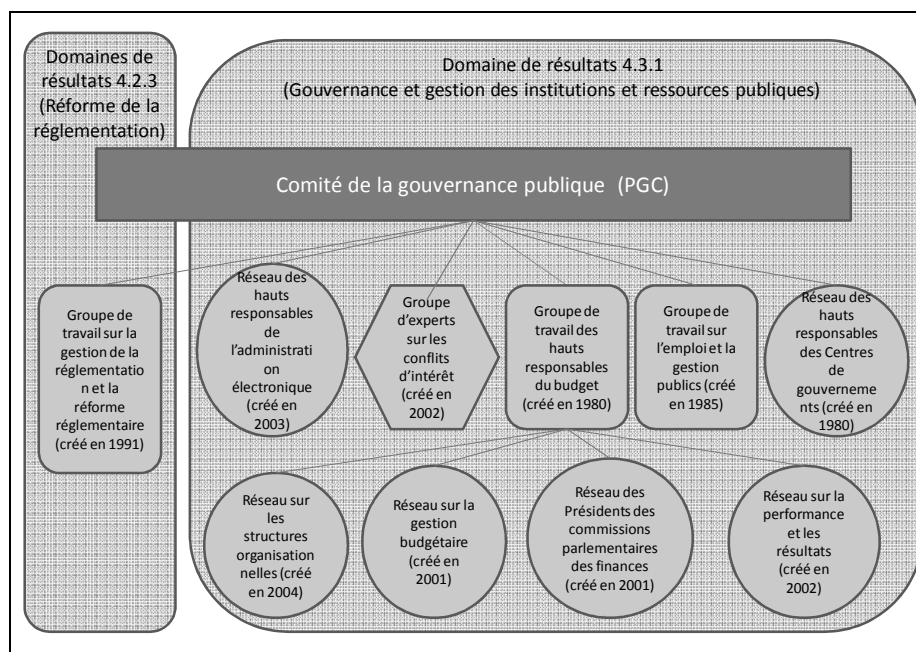 Domaines de
résultats 4.2.3
(Réforme de la
réglementation)
Domaine de résultats 4.3.1
(Gouvernance et gestion des institutions et ressources publiques)
Comité de la gouvernance publique (PGC)
Groupe de
travail sur la
gestion de la
réglementatio
n et la
réforme
réglementaire
(créé en 1991)
Réseau des
hauts
responsables
de
l'administrati
on
électronique
(créé en
2003)
Groupe
d'experts
sur les
conflits
d'intérêt
(créé en
2002)
Groupe de
travail des
hauts
responsables
du budget
(créé en 1980)
Groupe de
travail sur
l'emploi et la
gestion
publics (créé
en 1985)
Réseau des
hauts
responsables
des Centres de
gouverneme
nts (créé en
1980)
Réseau sur
les
structures
organisation
nelles (créé
en 2004)
Réseau sur la
gestion
budgétaire
(créé en
2001)
Réseau des
Présidents des
commissions
parlementaires
des finances
(créé en 2001)
Réseau sur la
performance
et les
résultats
(créé en
2002)